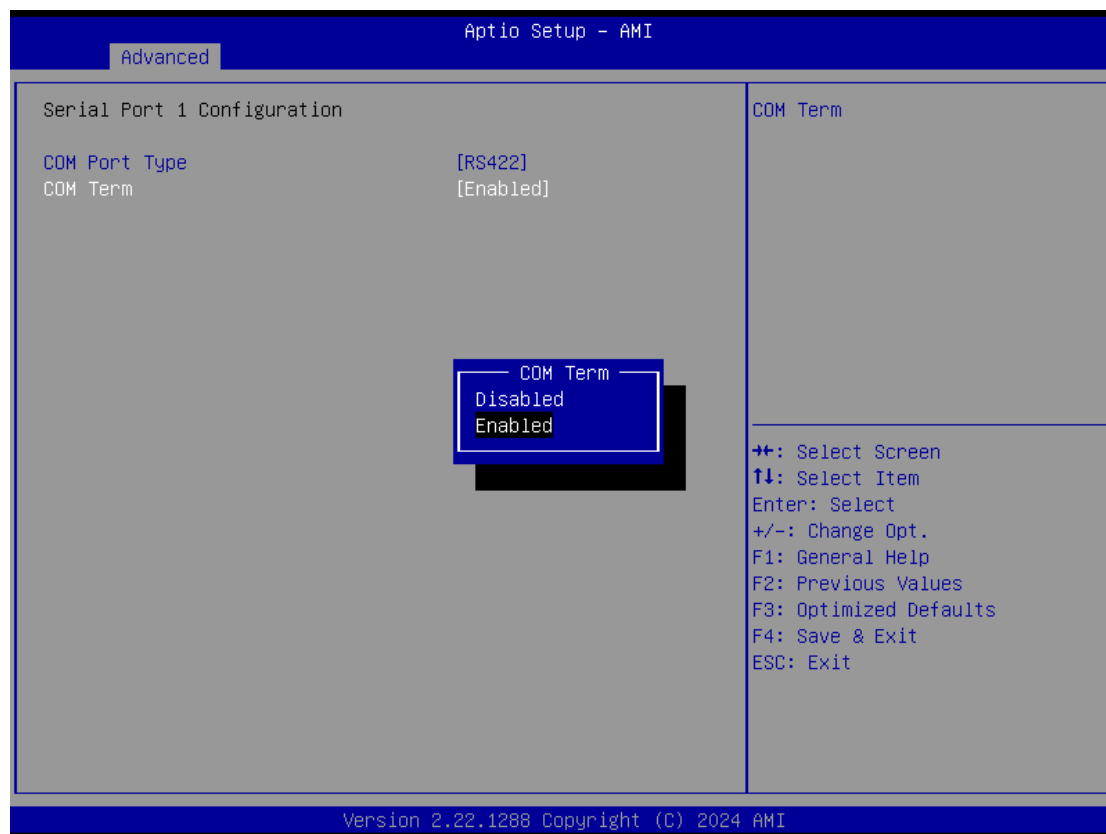 Aptio Setup – AMI
Advanced
Serial Port 1 Configuration
COM Port Type [RS422]
COM Term [Enabled]
COM Term
Disabled
Enabled
COM Term
→←: Select Screen
↑↓: Select Item
Enter: Select
+/-: Change Opt.
F1: General Help
F2: Previous Values
F3: Optimized Defaults
F4: Save & Exit
ESC: Exit
Version 2.22.1288 Copyright (C) 2024 AMI